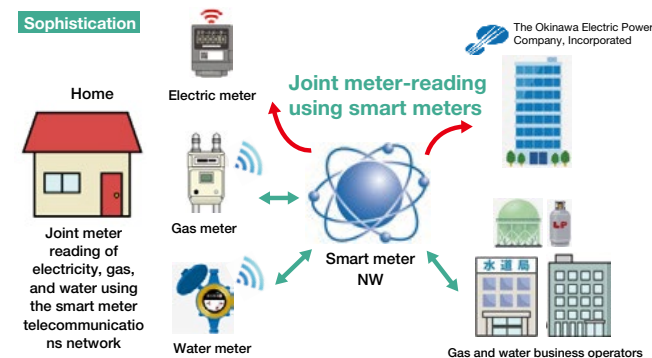 Sophistication
The Okinawa Electric Power
Company, Incorporated
Home
Electric meter
Joint meter-reading
using smart meters
Gas meter
Joint meter
reading of
electricity, gas,
and water using
the smart meter
telecommunicatio
ns network
Smart meter
NW
LP
水道局
Water meter
Gas and water business operators